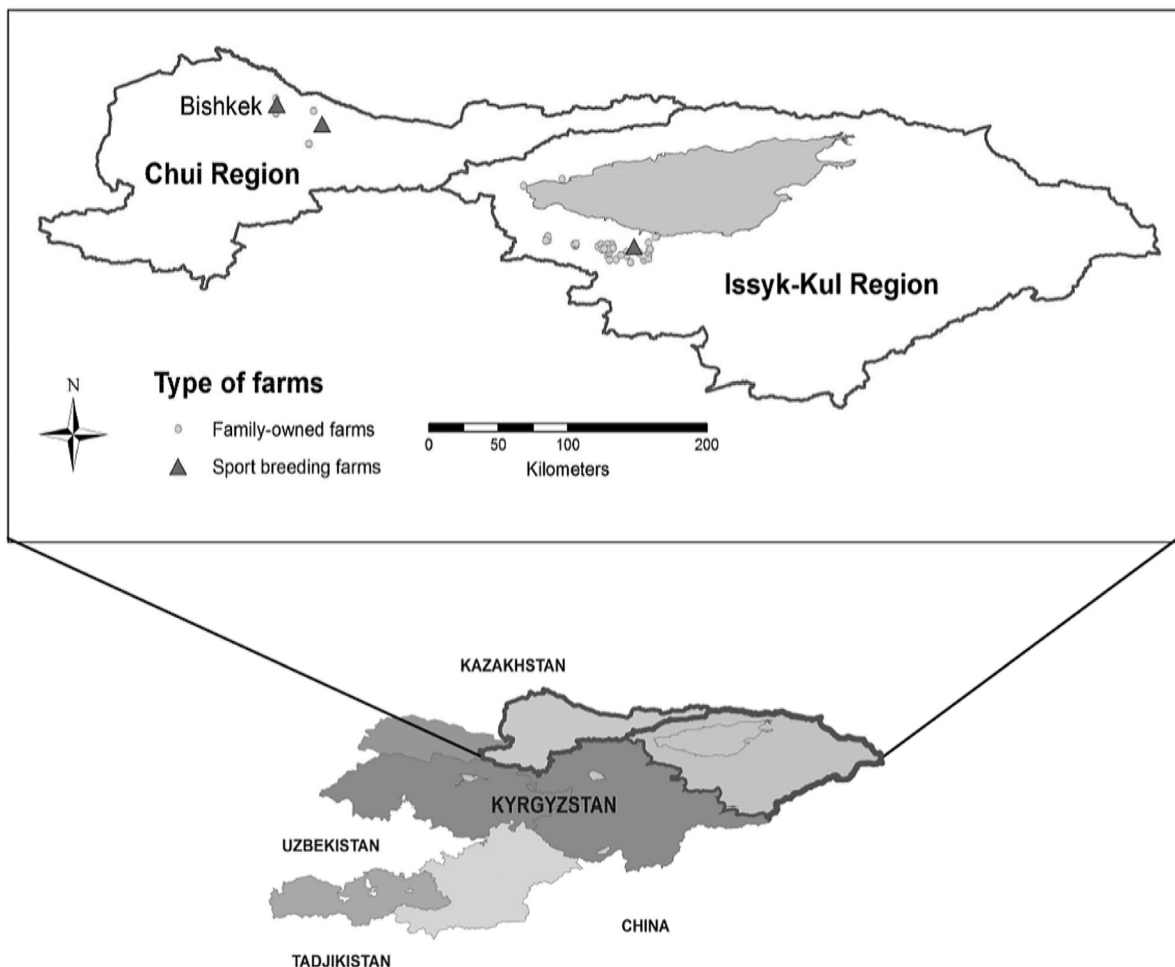 Bishkek
Chui Region
Issyk-Kul Region
N
Type of farms
Family-owned farms
Sport breeding farms
0 50 100 200
Kilometers
KAZAKHSTAN
KYRGYZSTAN
UZBEKISTAN
CHINA
TADJIKISTAN